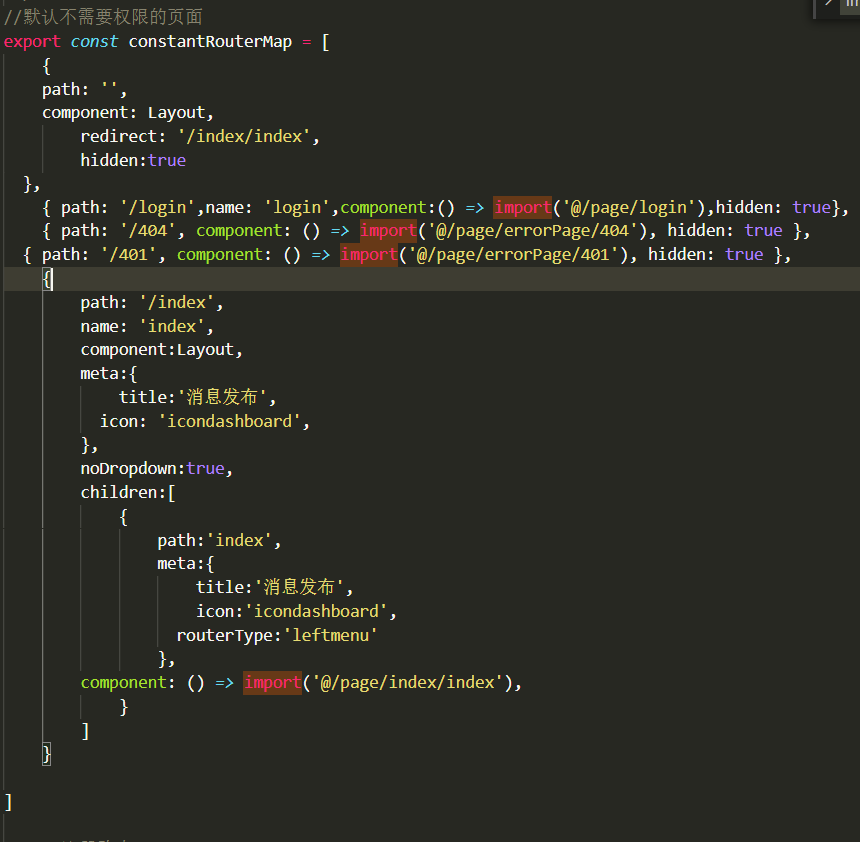 //默认不需要权限的页面
export const constantRouterMap = [
{
path: '',
component: Layout,
redirect: '/index/index',
hidden:true
},
{ path: '/login',name: 'login',component:() => import('@/page/login'),hidden: true},
{ path: '/404', component: () => import('@/page/errorPage/404'), hidden: true },
{ path: '/401', component: () => import('@/page/errorPage/401'), hidden: true },
{
path: '/index',
name: 'index',
component:Layout,
meta:{
title:'消息发布',
icon: 'icondashboard',
},
noDropdown:true,
children:[
{
path:'index',
meta:{
title:'消息发布',
icon:'icondashboard',
routerType:'leftmenu'
},
component: () => import('@/page/index/index'),
}
]
}
]